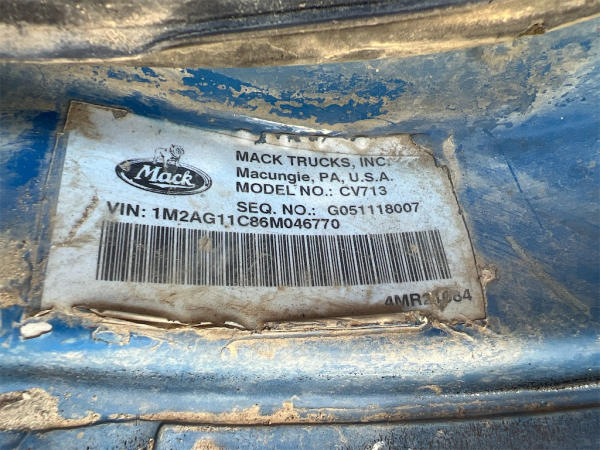 Mack
MACK TRUCKS, INC.
Macungie, PA, U.S.A.
MODEL NO.: CV713
SEQ. NO.: G051118007
VIN: 1M2AG11C86M046770